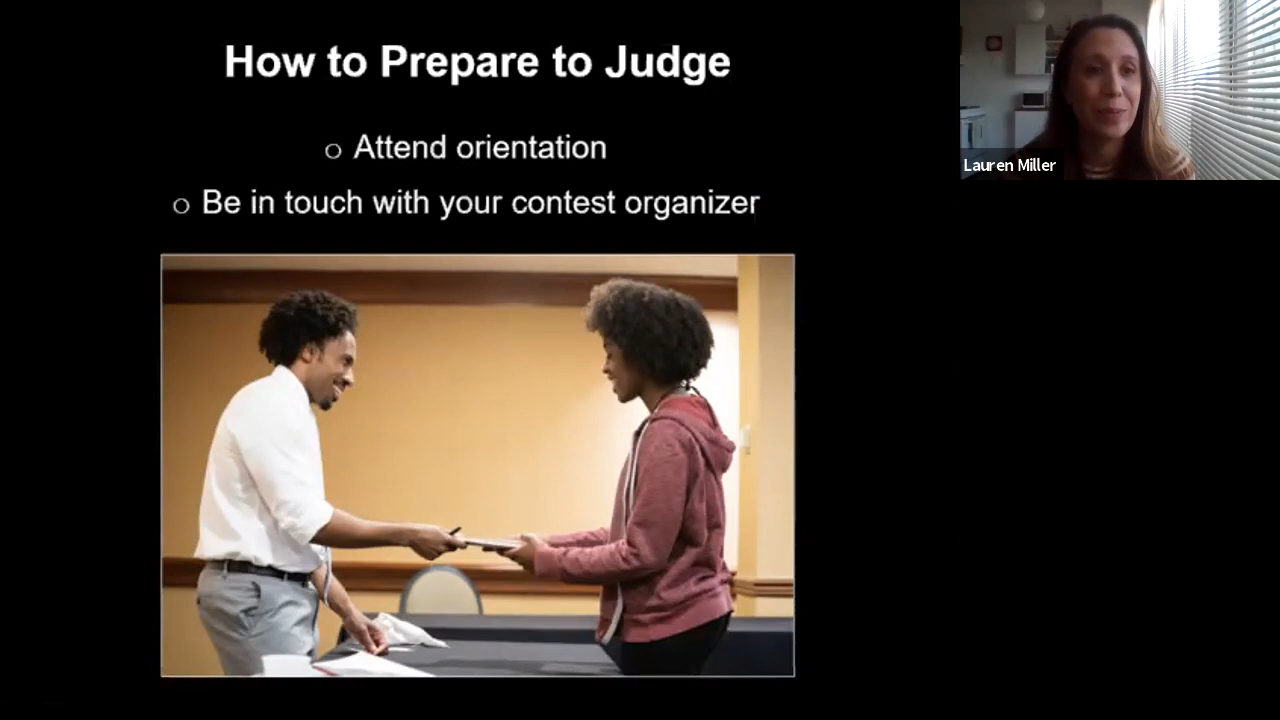 How to Prepare to Judge
o Attend orientation
o Be in touch with your contest organizer
Lauren Miller